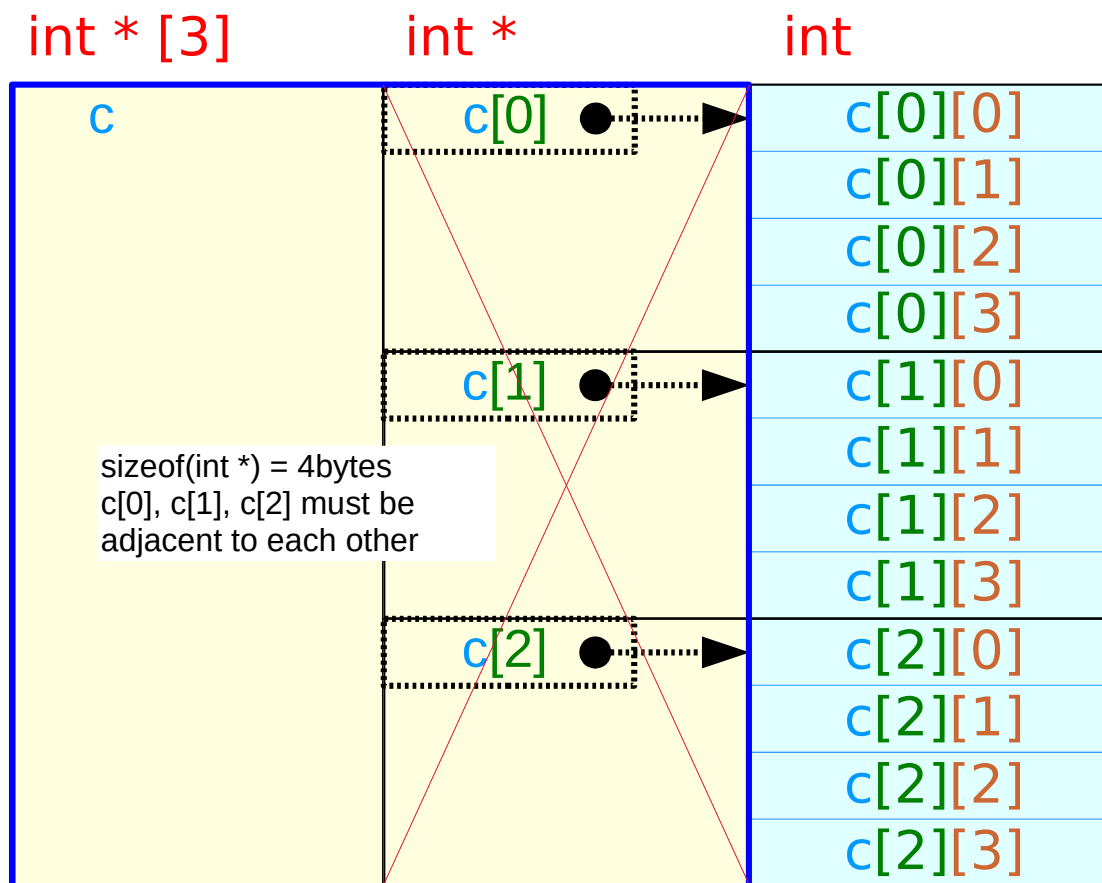 int * [3] int * int
c c[0] c[0][0]
c[0][1]
c[0][2]
c[0][3]
c[1] c[1][0]
c[1][1]
sizeof(int *) = 4bytes
c[0], c[1], c[2] must be
adjacent to each other
c[1][2]
c[1][3]
c[2] c[2][0]
c[2][1]
c[2][2]
c[2][3]